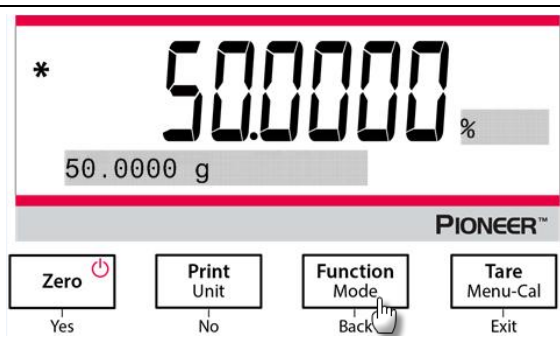 * 50.0000 %
50.0000 g
PIONEER™
Zero Print Function Tare
Unit Mode Menu-Cal
Yes No Back Exit